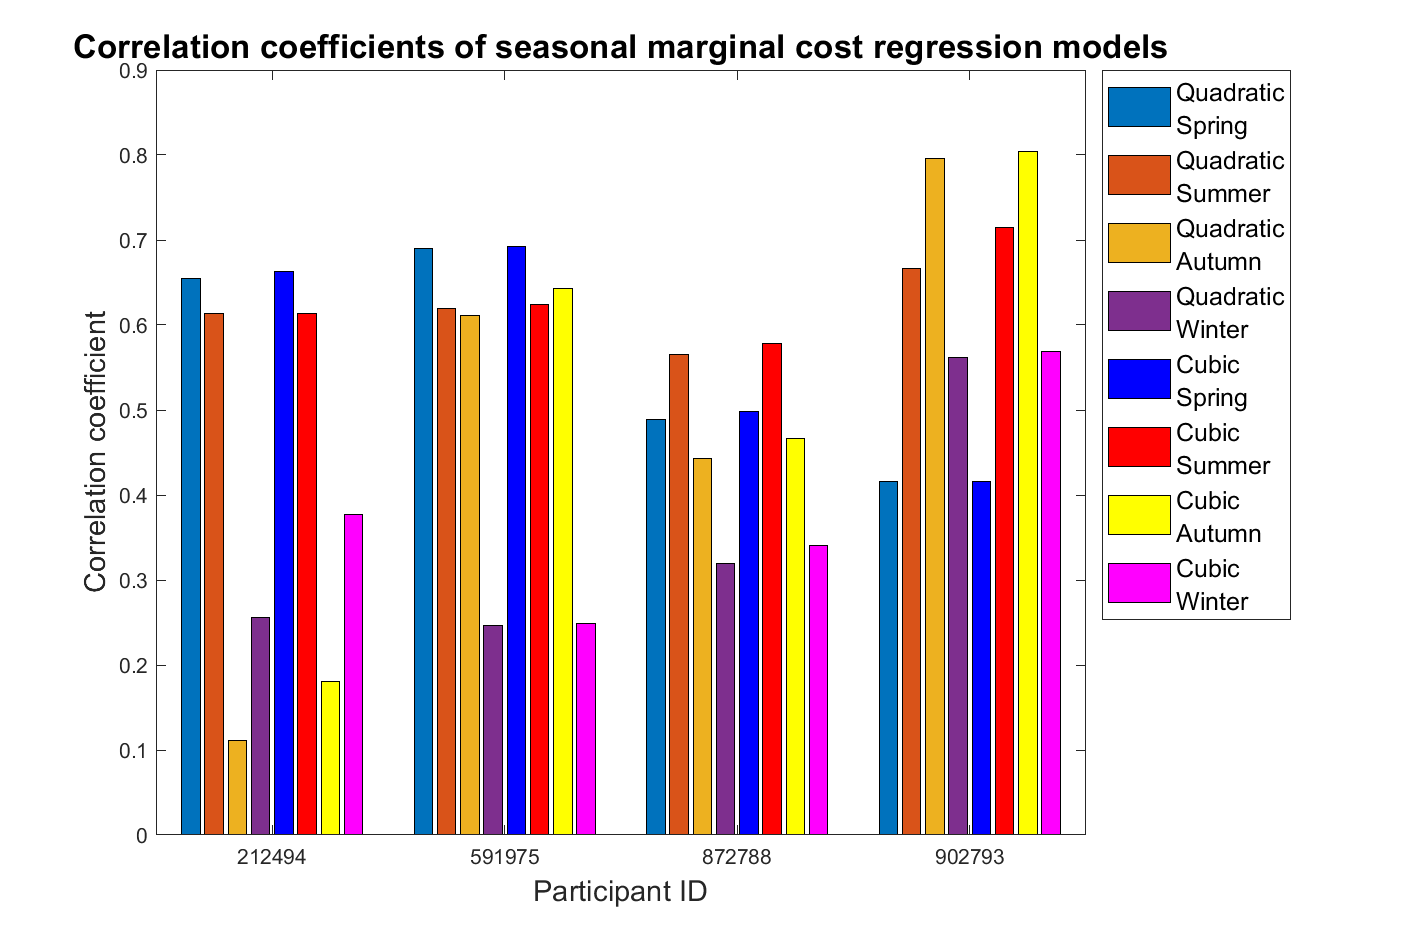 Correlation coefficients of seasonal marginal cost regression models
0.9
0.8
0.7
0.6
0.5
0.4
0.3
0.2
0.1
0
Correlation coefficient
212494
591975
872788
902793
Participant ID
Quadratic
Spring
Quadratic
Summer
Quadratic
Autumn
Quadratic
Winter
Cubic
Spring
Cubic
Summer
Cubic
Autumn
Cubic
Winter